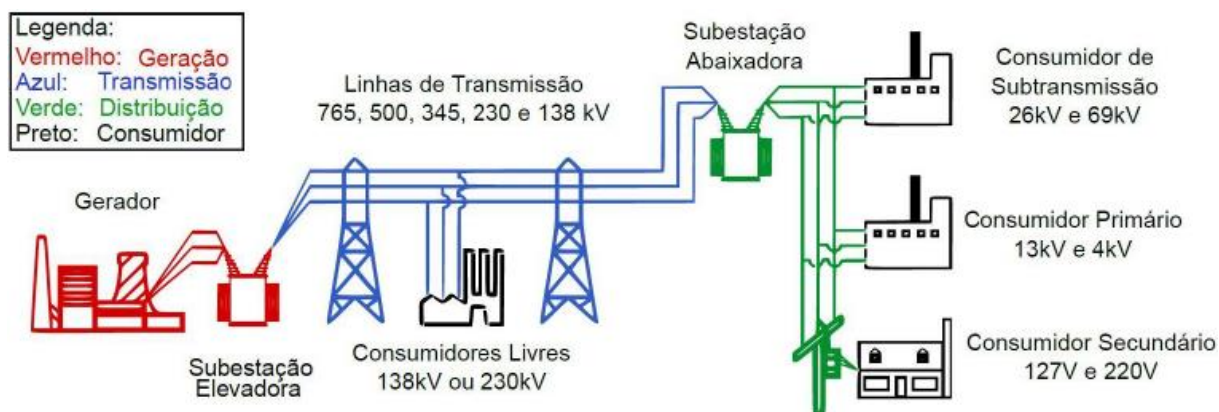 Legenda:
Vermelho: Geração
Azul: Transmissão
Verde: Distribuição
Preto: Consumidor
Gerador
Subestação
Elevadora
Linhas de Transmissão
765, 500, 345, 230 e 138 kV
Consumidores Livres
138kV ou 230kV
Subestação
Abaixadora
Consumidor de
Subtransmissão
26kV e 69kV
Consumidor Primário
13kV e 4kV
Consumidor Secundário
127V e 220V